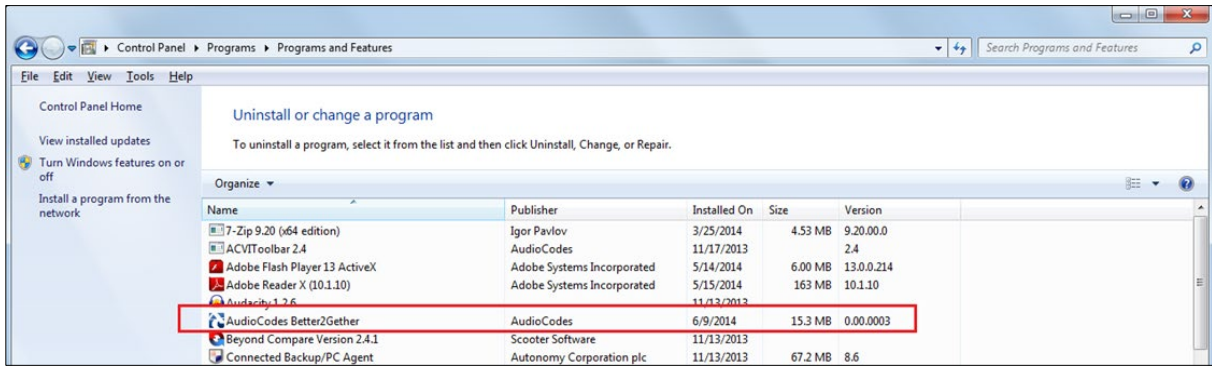 Control Panel ▸ Programs ▸ Programs and Features
Search Programs and Features
File Edit View Tools Help
Control Panel Home
View installed updates
Turn Windows features on or
off
Install a program from the
network
Uninstall or change a program
To uninstall a program, select it from the list and then click Uninstall, Change, or Repair.
Organize
Name Publisher Installed On Size Version
7-Zip 9.20 (x64 edition) Igor Pavlov 3/25/2014 4.53 MB 9.20.00.0
ACVIToolbar 2.4 AudioCodes 11/17/2013 2.4
Adobe Flash Player 13 ActiveX Adobe Systems Incorporated 5/14/2014 6.00 MB 13.0.0.214
Adobe Reader X (10.1.10) Adobe Systems Incorporated 5/15/2014 163 MB 10.1.10
Audacity 1.2.6 11/13/2013
AudioCodes Better2Gether AudioCodes 6/9/2014 15.3 MB 0.00.0003
Beyond Compare Version 2.4.1 Scooter Software 11/13/2013
Connected Backup/PC Agent Autonomy Corporation plc 11/13/2013 67.2 MB 8.6